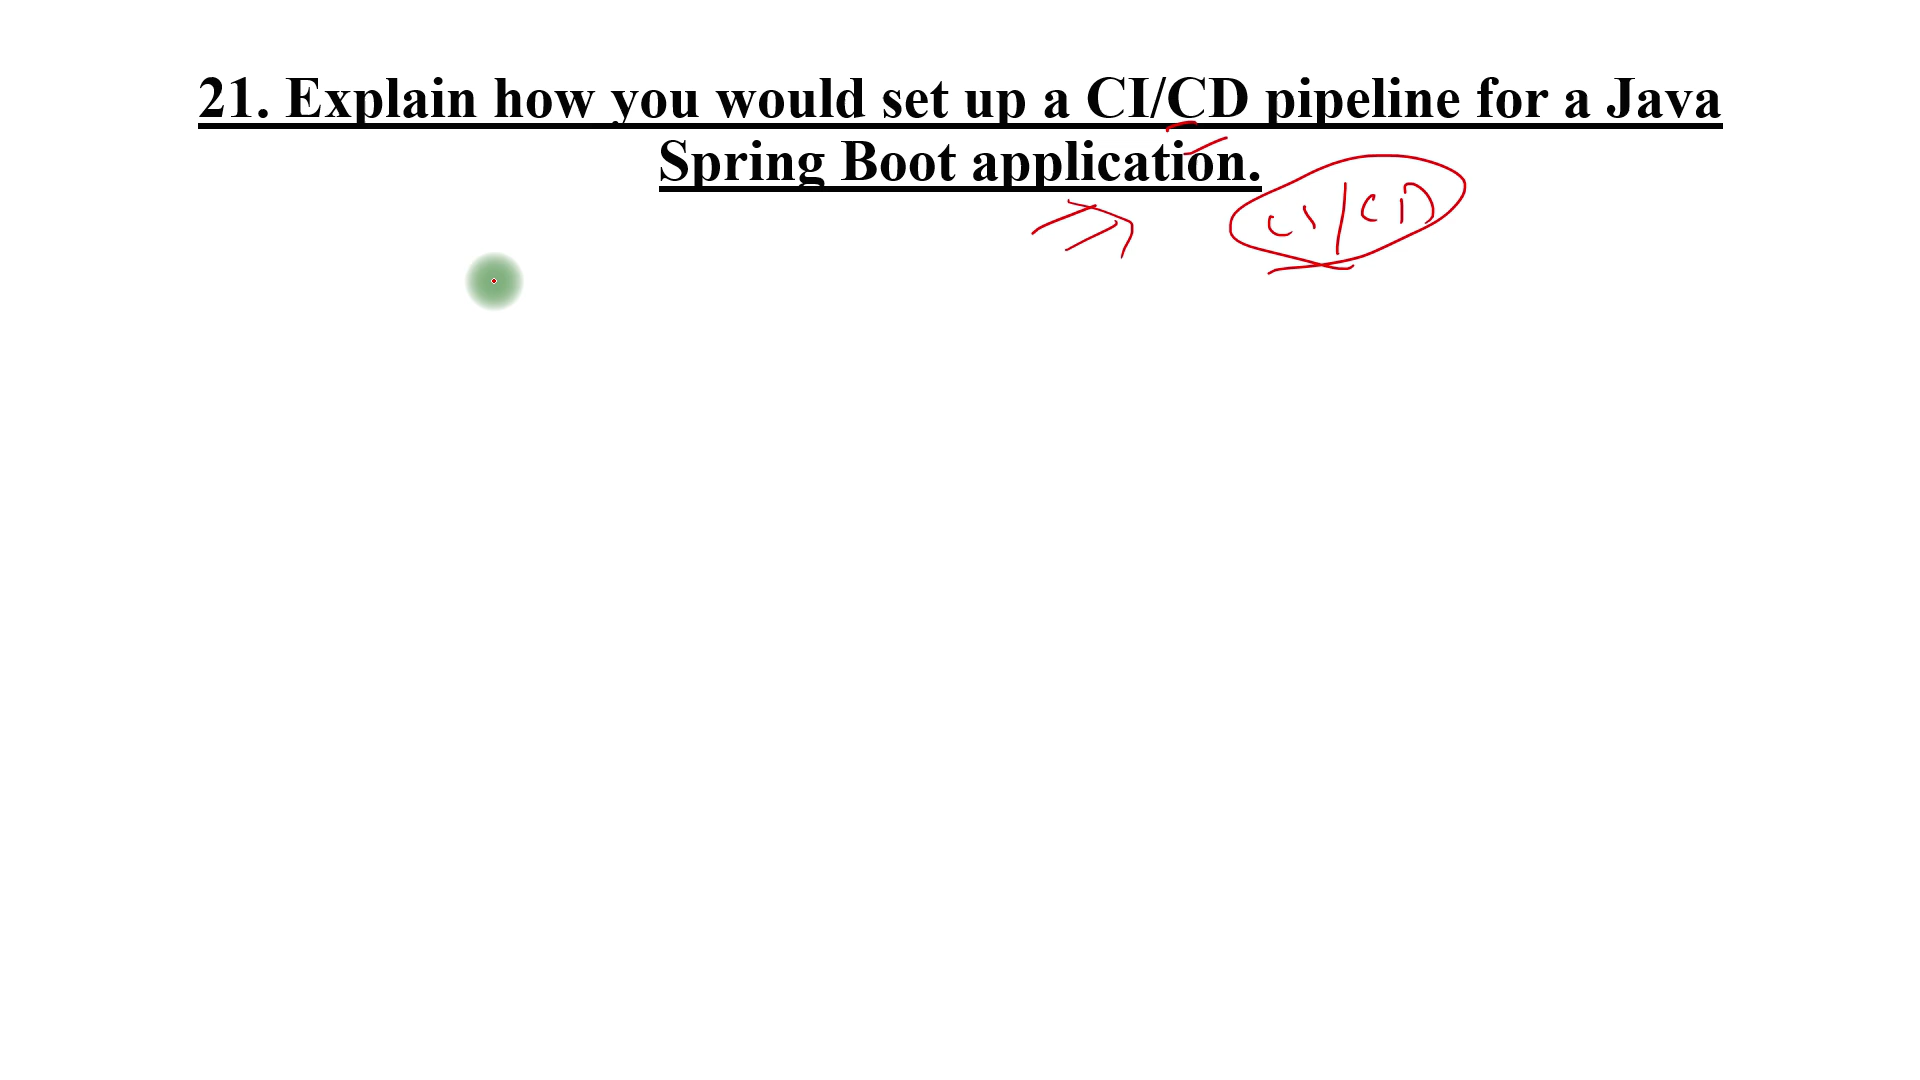 21. Explain how you would set up a CI/CD pipeline for a Java
Spring Boot application.
CI/CD